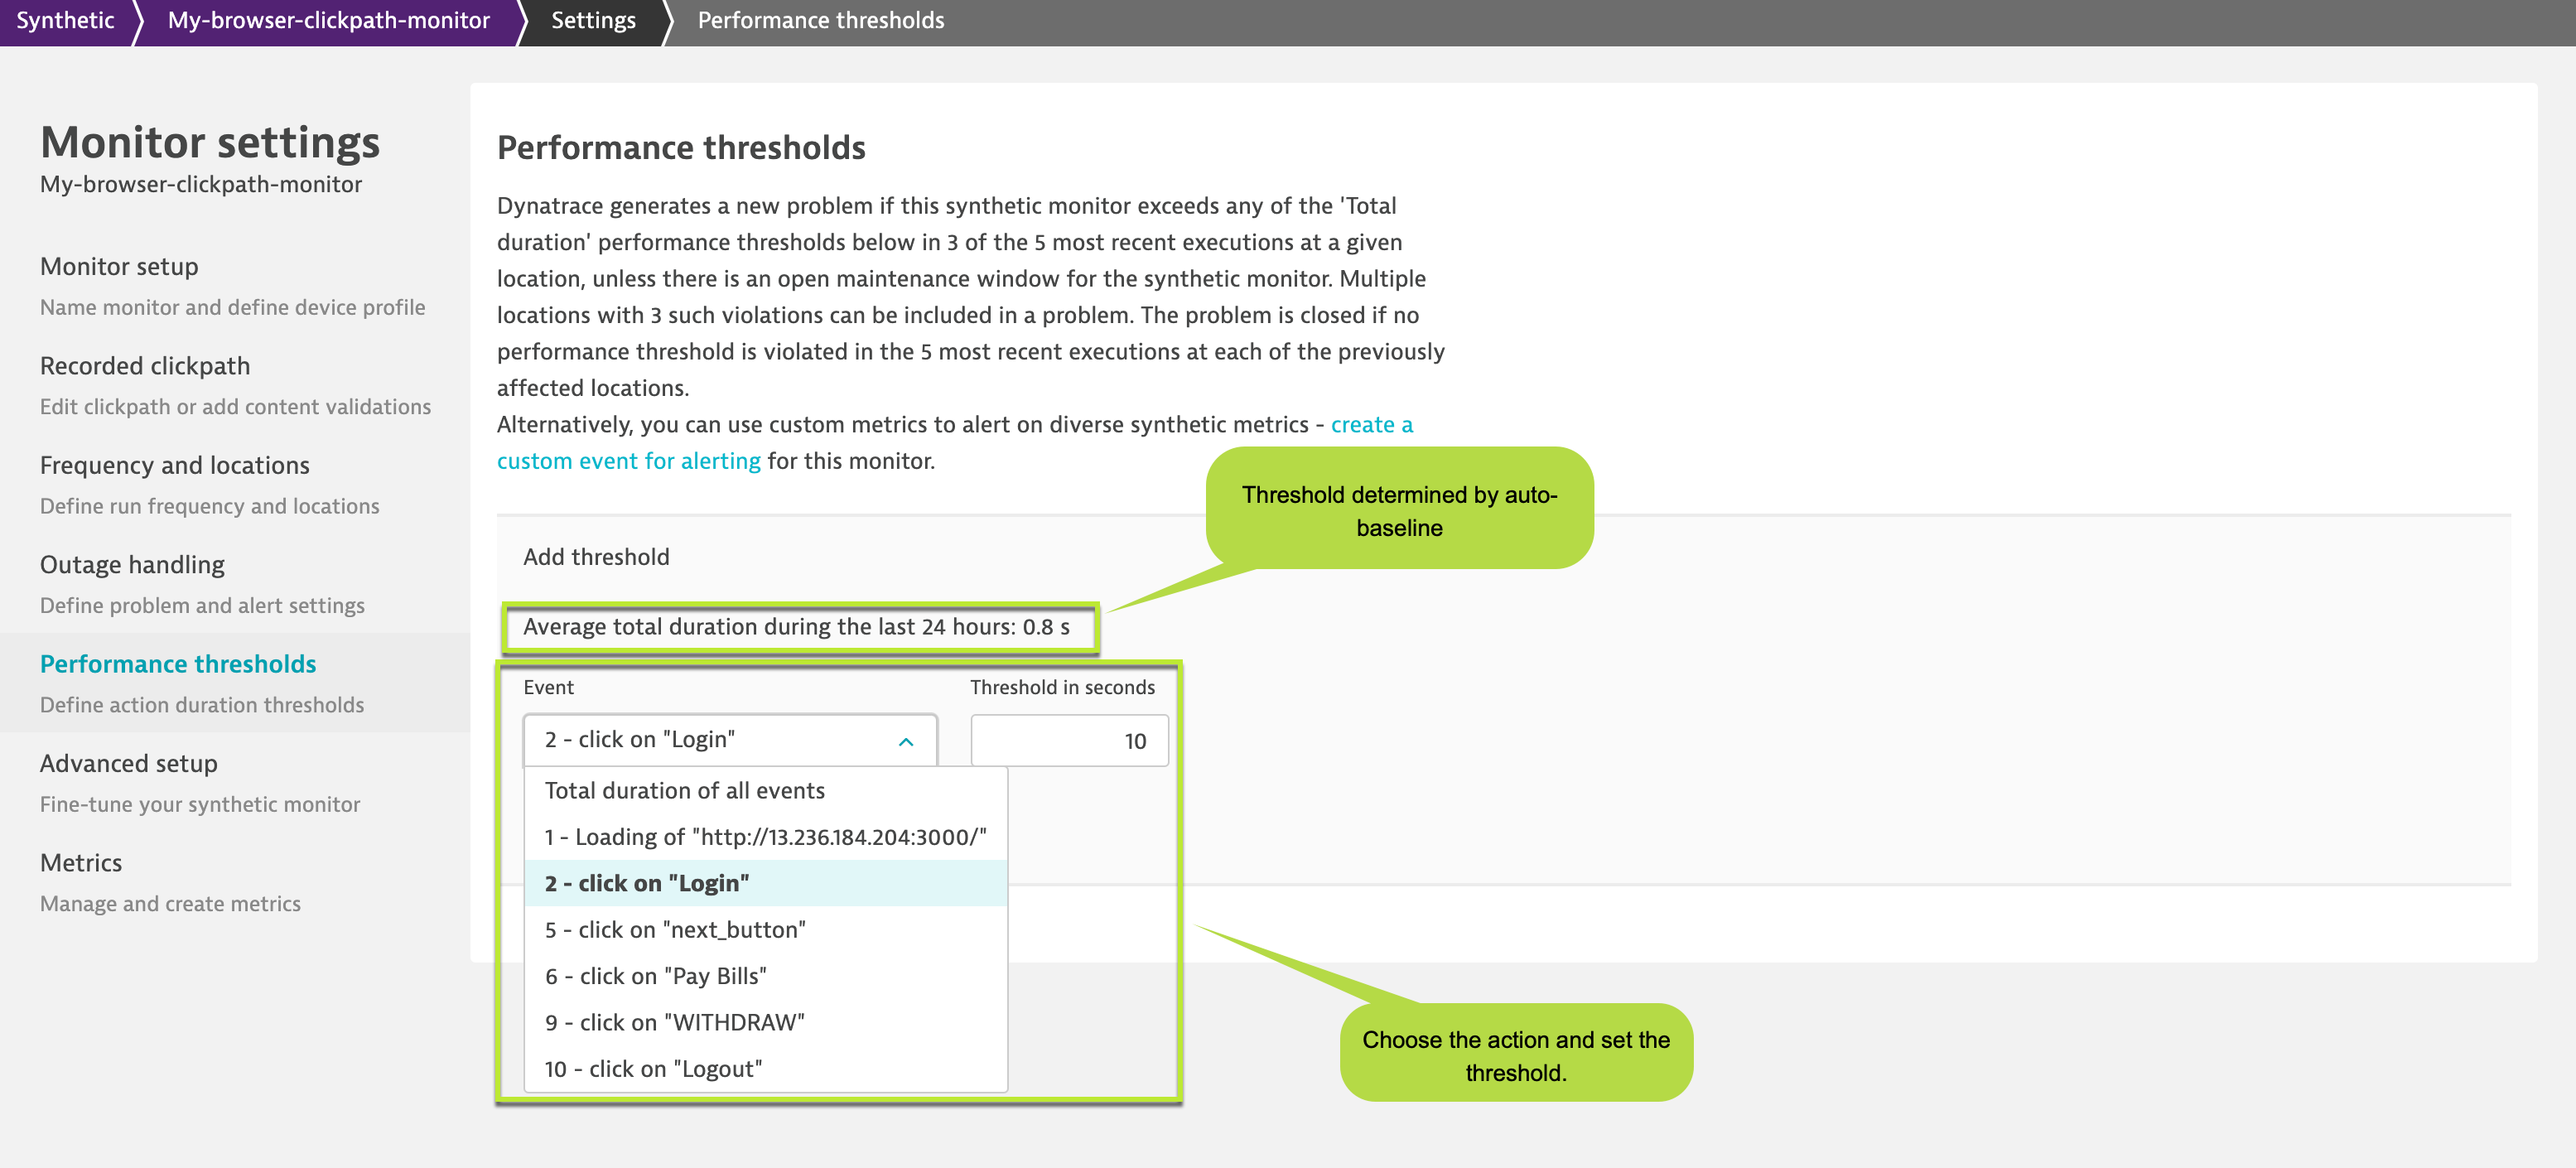 Synthetic
My-browser-clickpath-monitor
Settings
Performance thresholds
Monitor settings
My-browser-clickpath-monitor
Monitor setup
Name monitor and define device profile
Recorded clickpath
Edit clickpath or add content validations
Frequency and locations
Define run frequency and locations
Outage handling
Define problem and alert settings
Performance thresholds
Define action duration thresholds
Advanced setup
Fine-tune your synthetic monitor
Metrics
Manage and create metrics
Performance thresholds
Dynatrace generates a new problem if this synthetic monitor exceeds any of the 'Total
duration' performance thresholds below in 3 of the 5 most recent executions at a given
location, unless there is an open maintenance window for the synthetic monitor. Multiple
locations with 3 such violations can be included in a problem. The problem is closed if no
performance threshold is violated in the 5 most recent executions at each of the previously
affected locations.
Alternatively, you can use custom metrics to alert on diverse synthetic metrics - create a
custom event for alerting for this monitor.
Threshold determined by auto-
baseline
Add threshold
Average total duration during the last 24 hours: 0.8 s
Event
Threshold in seconds
2 - click on "Login"
10
Total duration of all events
1 - Loading of "http://13.236.184.204:3000/"
2 - click on "Login"
5 - click on "next_button"
6 - click on "Pay Bills"
9 - click on "WITHDRAW"
10 - click on "Logout"
Choose the action and set the
threshold.